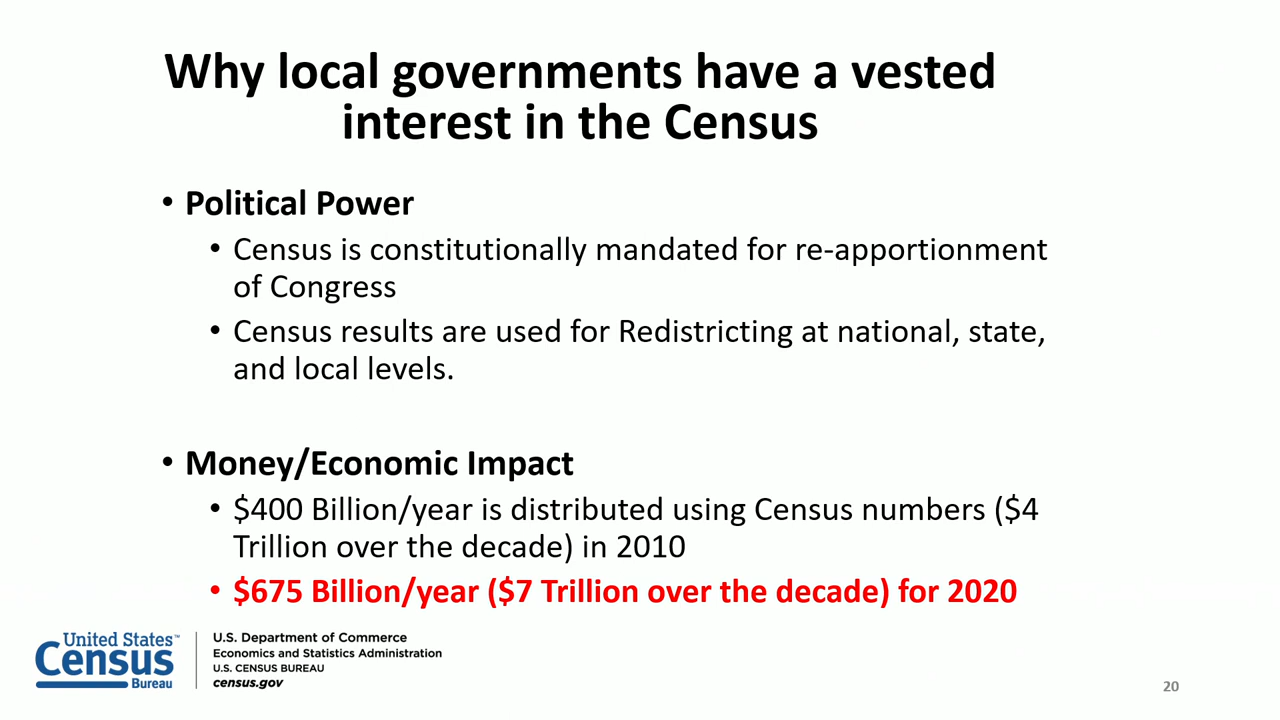 Why local governments have a vested
interest in the Census
• Political Power
• Census is constitutionally mandated for re-apportionment
of Congress
• Census results are used for Redistricting at national, state,
and local levels.
• Money/Economic Impact
• $400 Billion/year is distributed using Census numbers ($4
Trillion over the decade) in 2010
• $675 Billion/year ($7 Trillion over the decade) for 2020
United States™
Census
Bureau
U.S. Department of Commerce
Economics and Statistics Administration
U.S. CENSUS BUREAU
census.gov
20